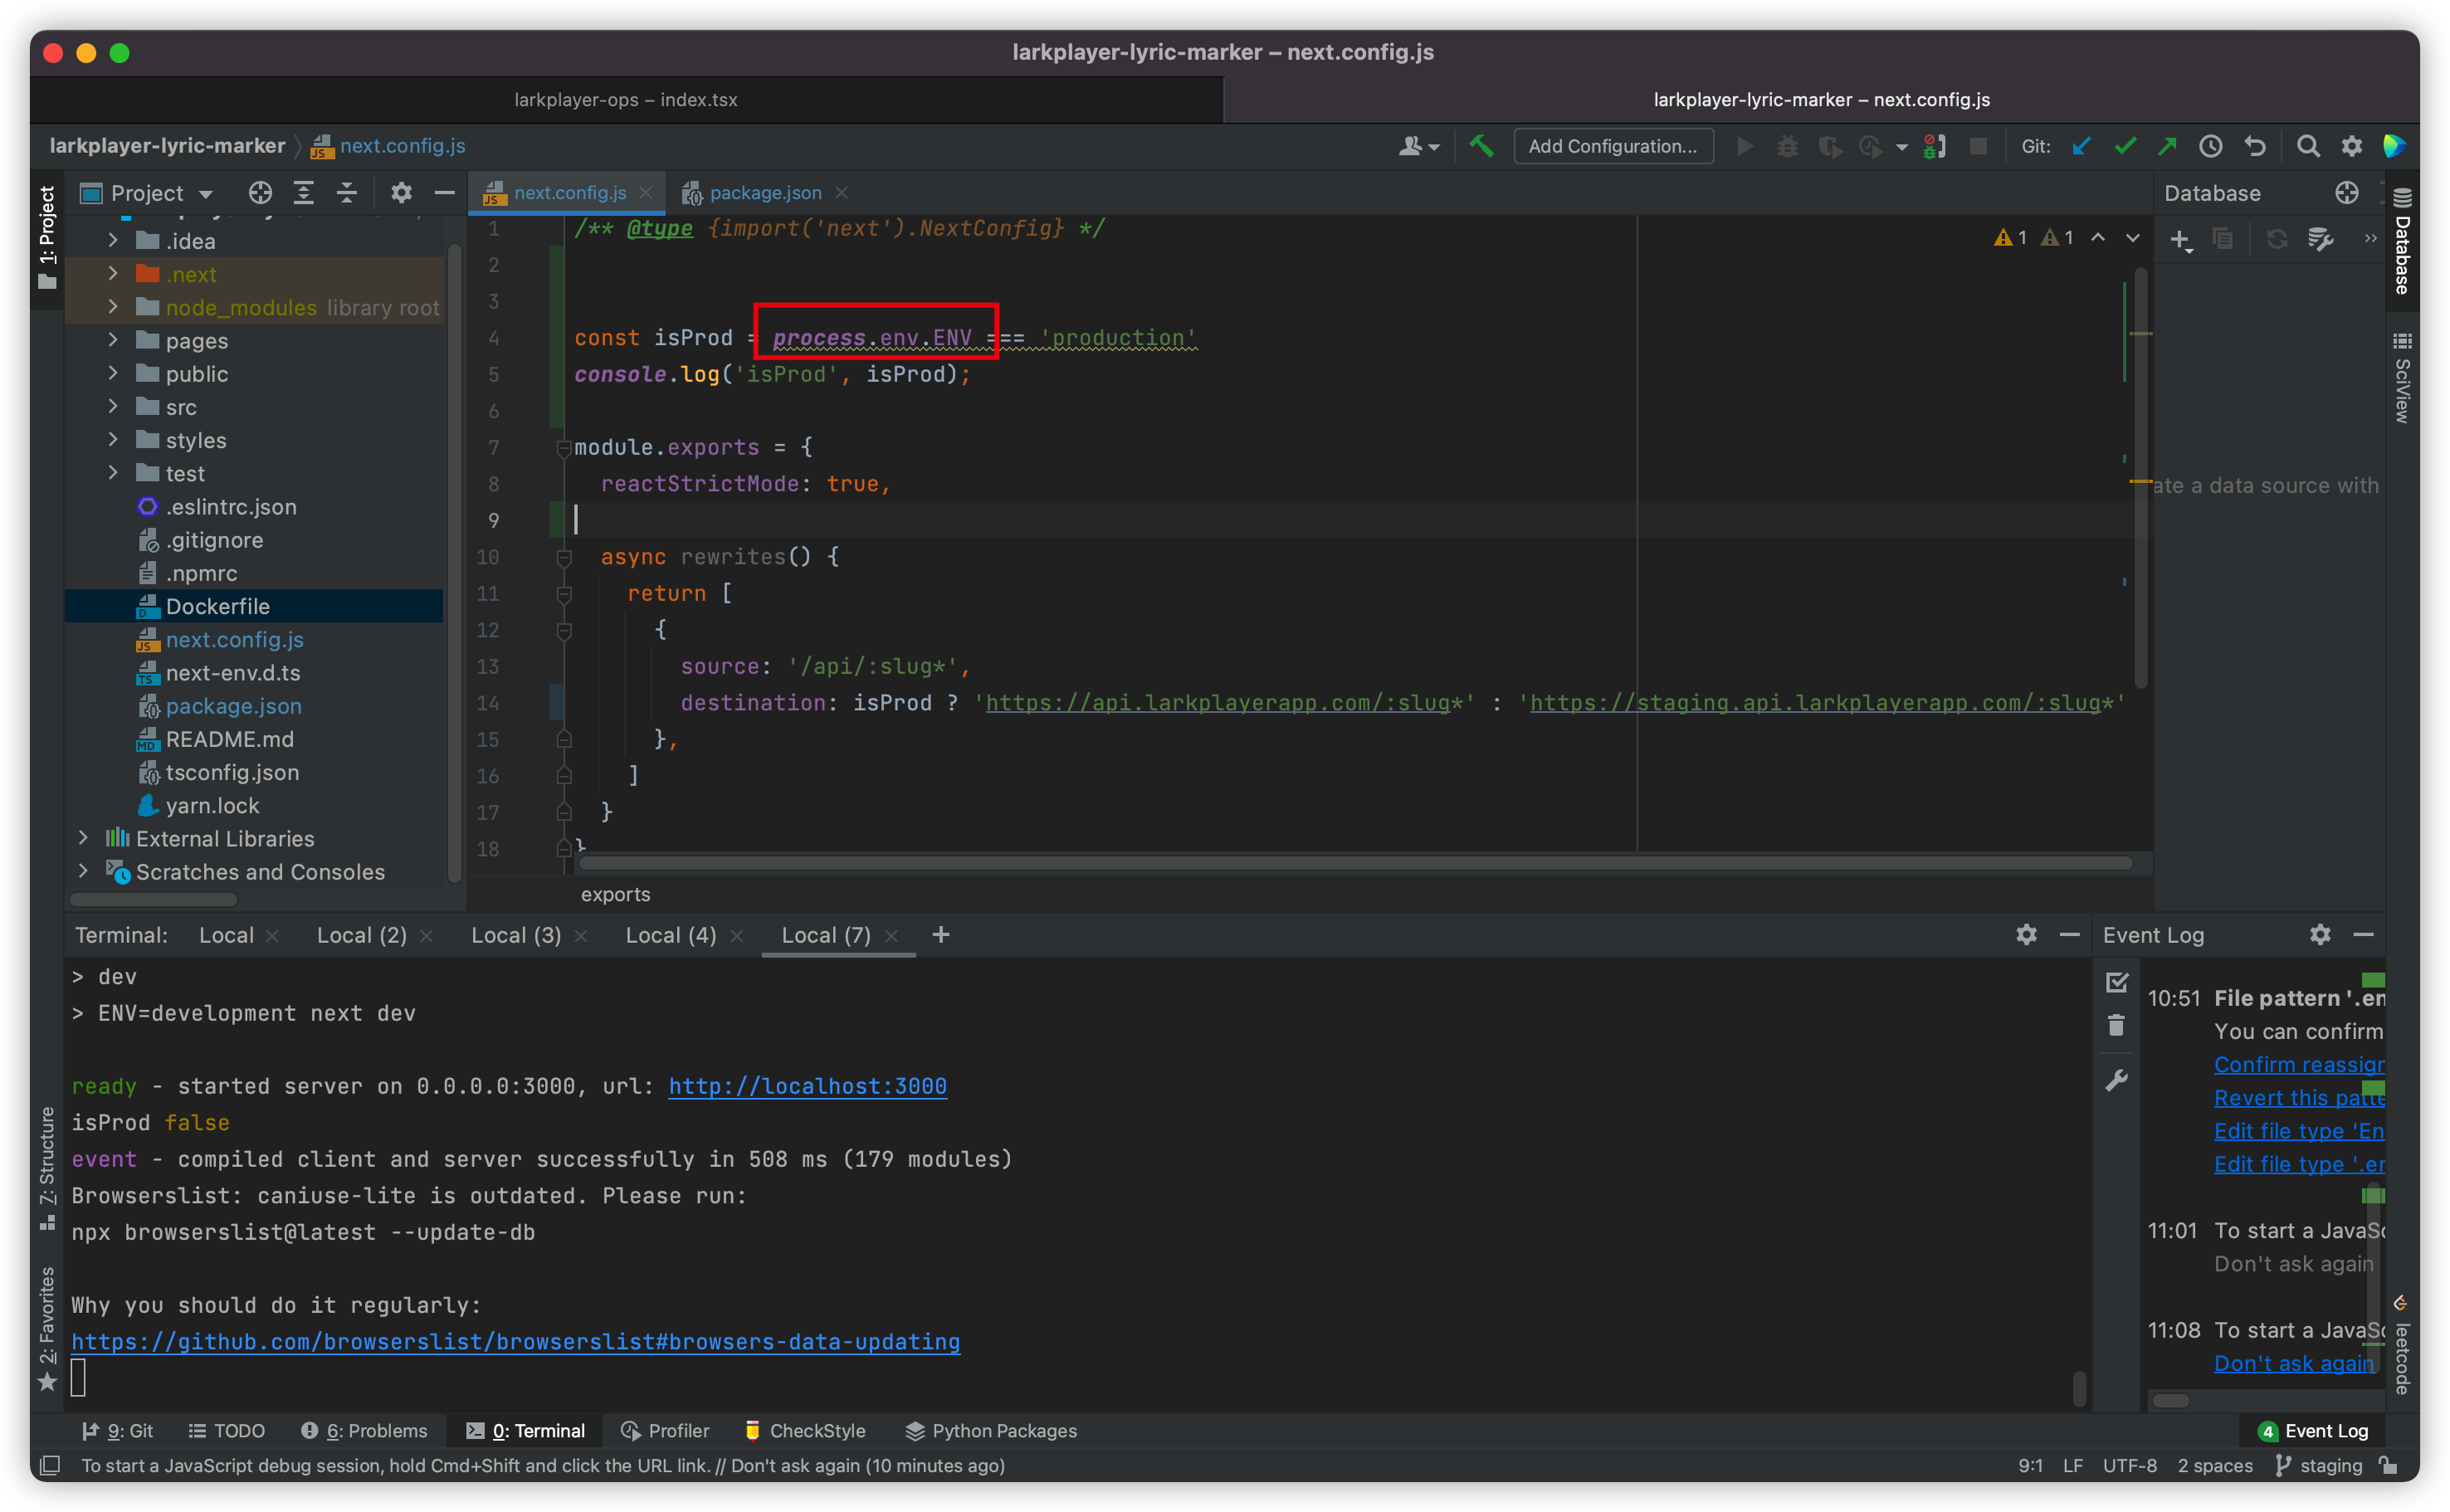 larkplayer-lyric-marker – next.config.js
larkplayer-ops – index.tsx
larkplayer-lyric-marker – next.config.js
larkplayer-lyric-marker
next.config.js
Add Configuration...
Git:
1: Project
Project
next.config.js
package.json
Database
Database
SciView
.idea
.next
node_modules library root
pages
public
src
styles
test
.eslintrc.json
.gitignore
.npmrc
Dockerfile
next.config.js
next-env.d.ts
package.json
README.md
tsconfig.json
yarn.lock
External Libraries
Scratches and Consoles
1 /** @type {import('next').NextConfig} */
1 1
2
3
4 const isProd = process.env.ENV === 'production'
5 console.log('isProd', isProd);
6
7 module.exports = {
8 reactStrictMode: true,
9
10 async rewrites() {
11 return [
12 {
13 source: '/api/:slug*',
14 destination: isProd ? 'https://api.larkplayerapp.com/:slug*' : 'https://staging.api.larkplayerapp.com/:slug*'
15 },
16 ]
17 }
18 }
ate a data source with
exports
Terminal: Local Local (2) Local (3) Local (4) Local (7)
> dev
> ENV=development next dev
ready - started server on 0.0.0.0:3000, url: http://localhost:3000
isProd false
event - compiled client and server successfully in 508 ms (179 modules)
Browserslist: caniuse-lite is outdated. Please run:
npx browserslist@latest --update-db
Why you should do it regularly:
https://github.com/browserslist/browserslist#browsers-data-updating
Event Log
10:51 File pattern '.en
You can confirm
Confirm reassign
Revert this patte
Edit file type 'En
Edit file type '.en
11:01 To start a JavaSc
Don't ask again
11:08 To start a JavaSc
Don't ask again
Z: Structure
2: Favorites
leetcode
9: Git
TODO
6: Problems
0: Terminal
Profiler
CheckStyle
Python Packages
4 Event Log
To start a JavaScript debug session, hold Cmd+Shift and click the URL link. // Don't ask again (10 minutes ago)
9:1 LF UTF-8 2 spaces staging